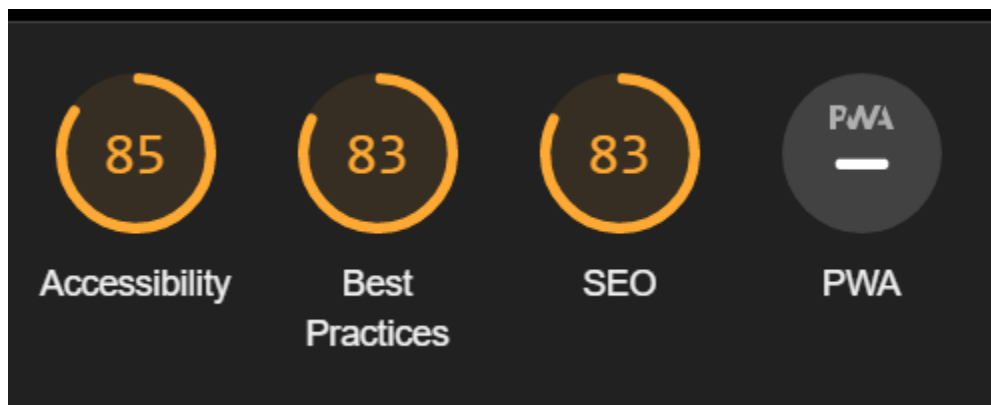 85
83
83
PWA
Accessibility
Best
Practices
SEO
PWA